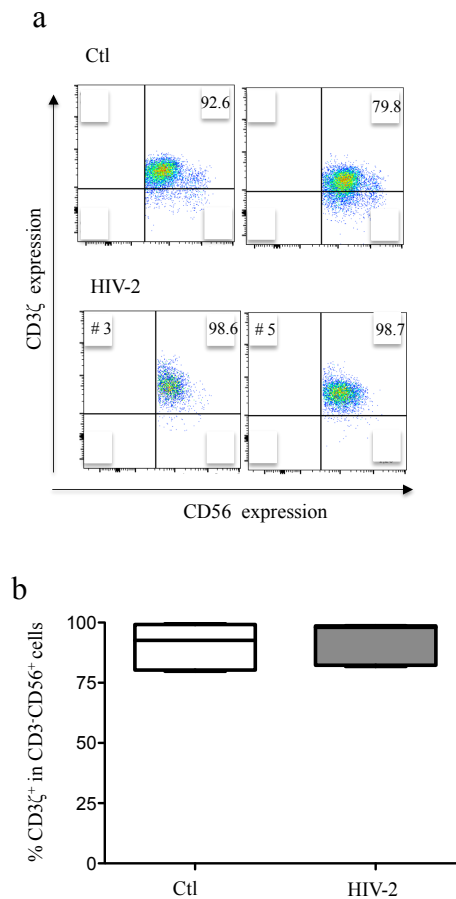 a
Ctl
92.6 79.8
CD3ζ expression
HIV-2
# 3 98.6 # 5 98.7
CD56 expression
b
% CD3ζ⁺ in CD3⁻CD56⁺ cells
100
75
50
25
0
Ctl HIV-2